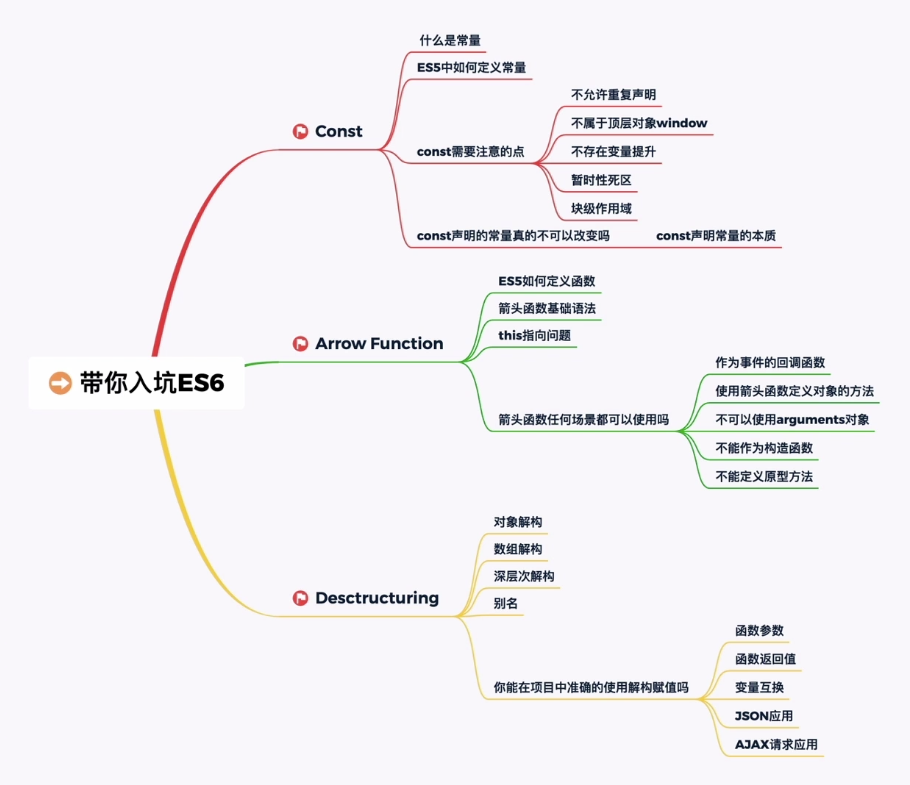 带你入坑ES6
Const
什么是常量
ES5中如何定义常量
const需要注意的点
不允许重复声明
不属于顶层对象window
不存在变量提升
暂时性死区
块级作用域
const声明的常量真的不可以改变吗
const声明常量的本质
Arrow Function
ES5如何定义函数
箭头函数基础语法
this指向问题
箭头函数任何场景都可以使用吗
作为事件的回调函数
使用箭头函数定义对象的方法
不可以使用arguments对象
不能作为构造函数
不能定义原型方法
Desctructuring
对象解构
数组解构
深层次解构
别名
你能在项目中准确的使用解构赋值吗
函数参数
函数返回值
变量互换
JSON应用
AJAX请求应用